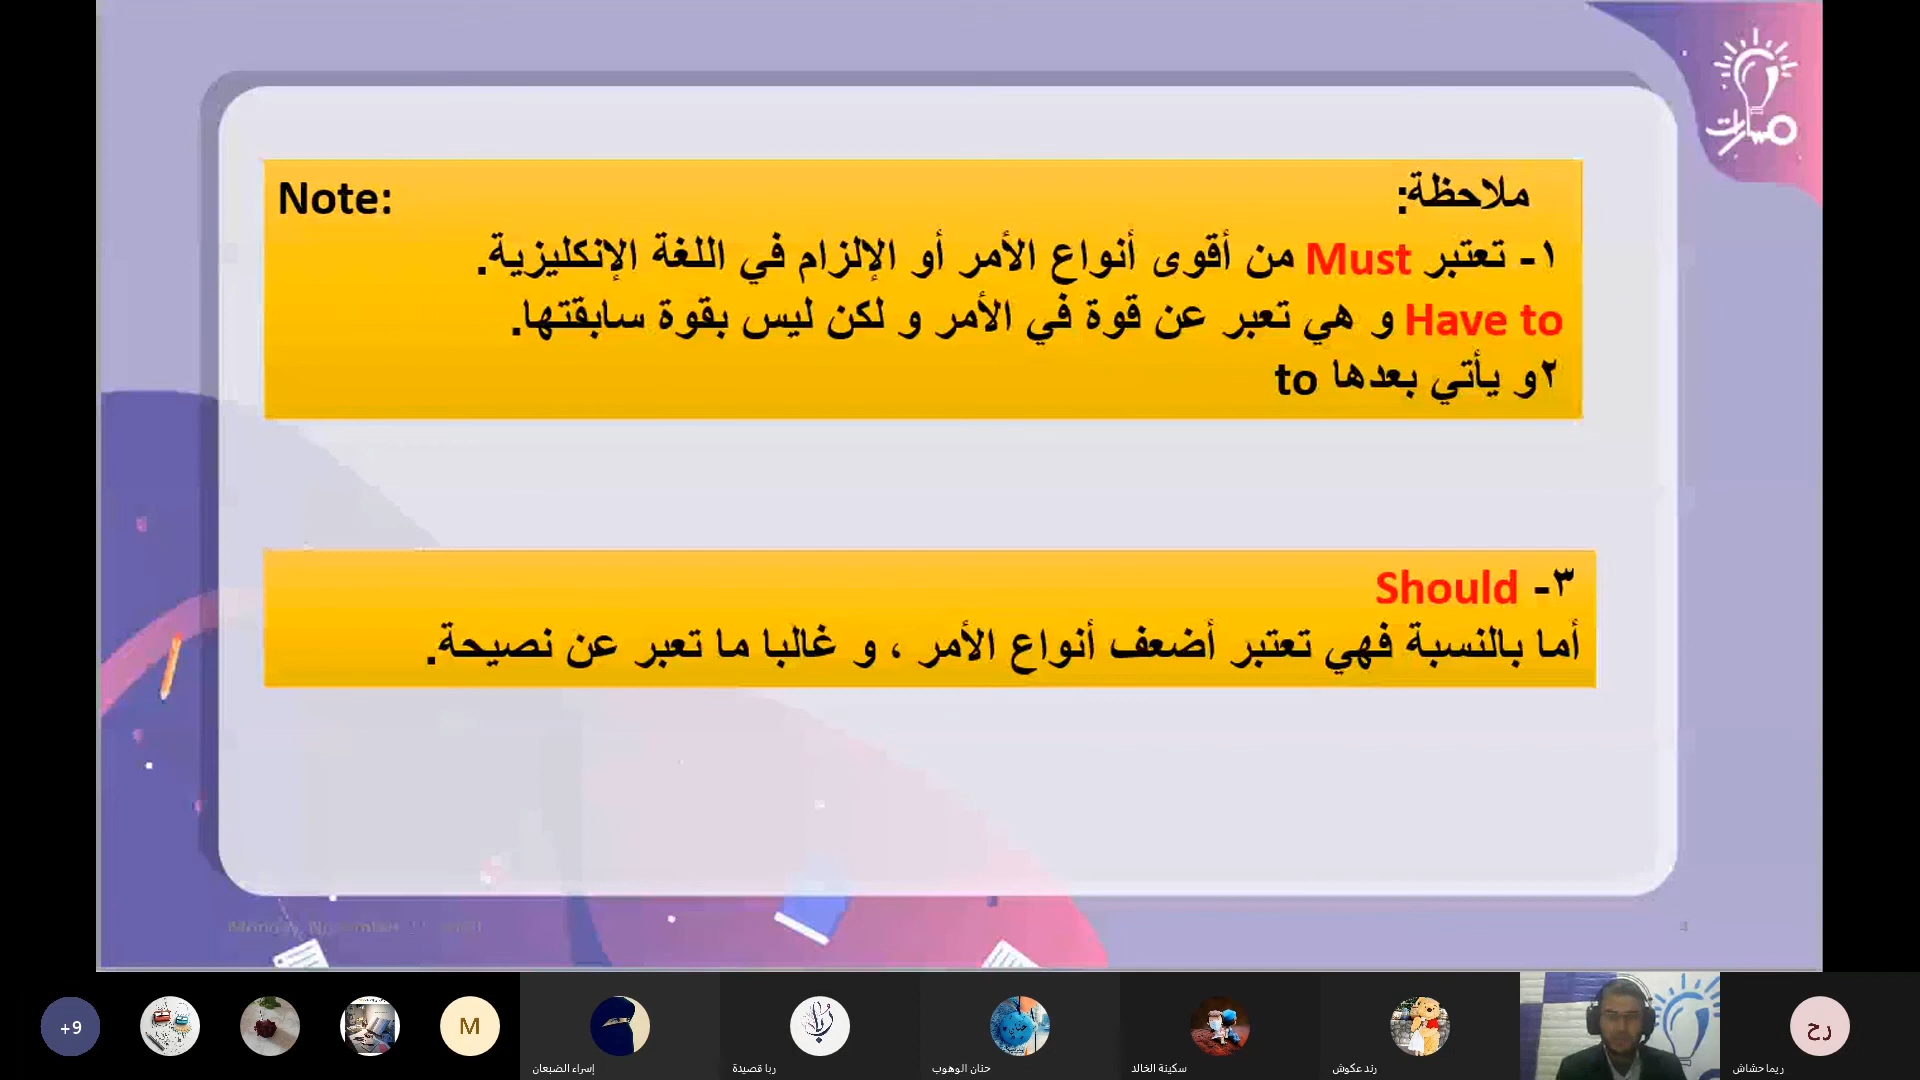 مسارات
Note:
ملاحظة:
١- تعتبر Must من أقوى أنواع الأمر أو الإلزام في اللغة الإنكليزية.
Have to و هي تعبر عن قوة في الأمر و لكن ليس بقوة سابقتها.
٢و يأتي بعدها to
٣- Should
أما بالنسبة فهي تعتبر أضعف أنواع الأمر ، و غالبا ما تعبر عن نصيحة.
+9
M
إسراء الضبعان
ربا قصيدة
حنان الوهوب
سكينة الخالد
رند عكوش
رح
ريما حشاش